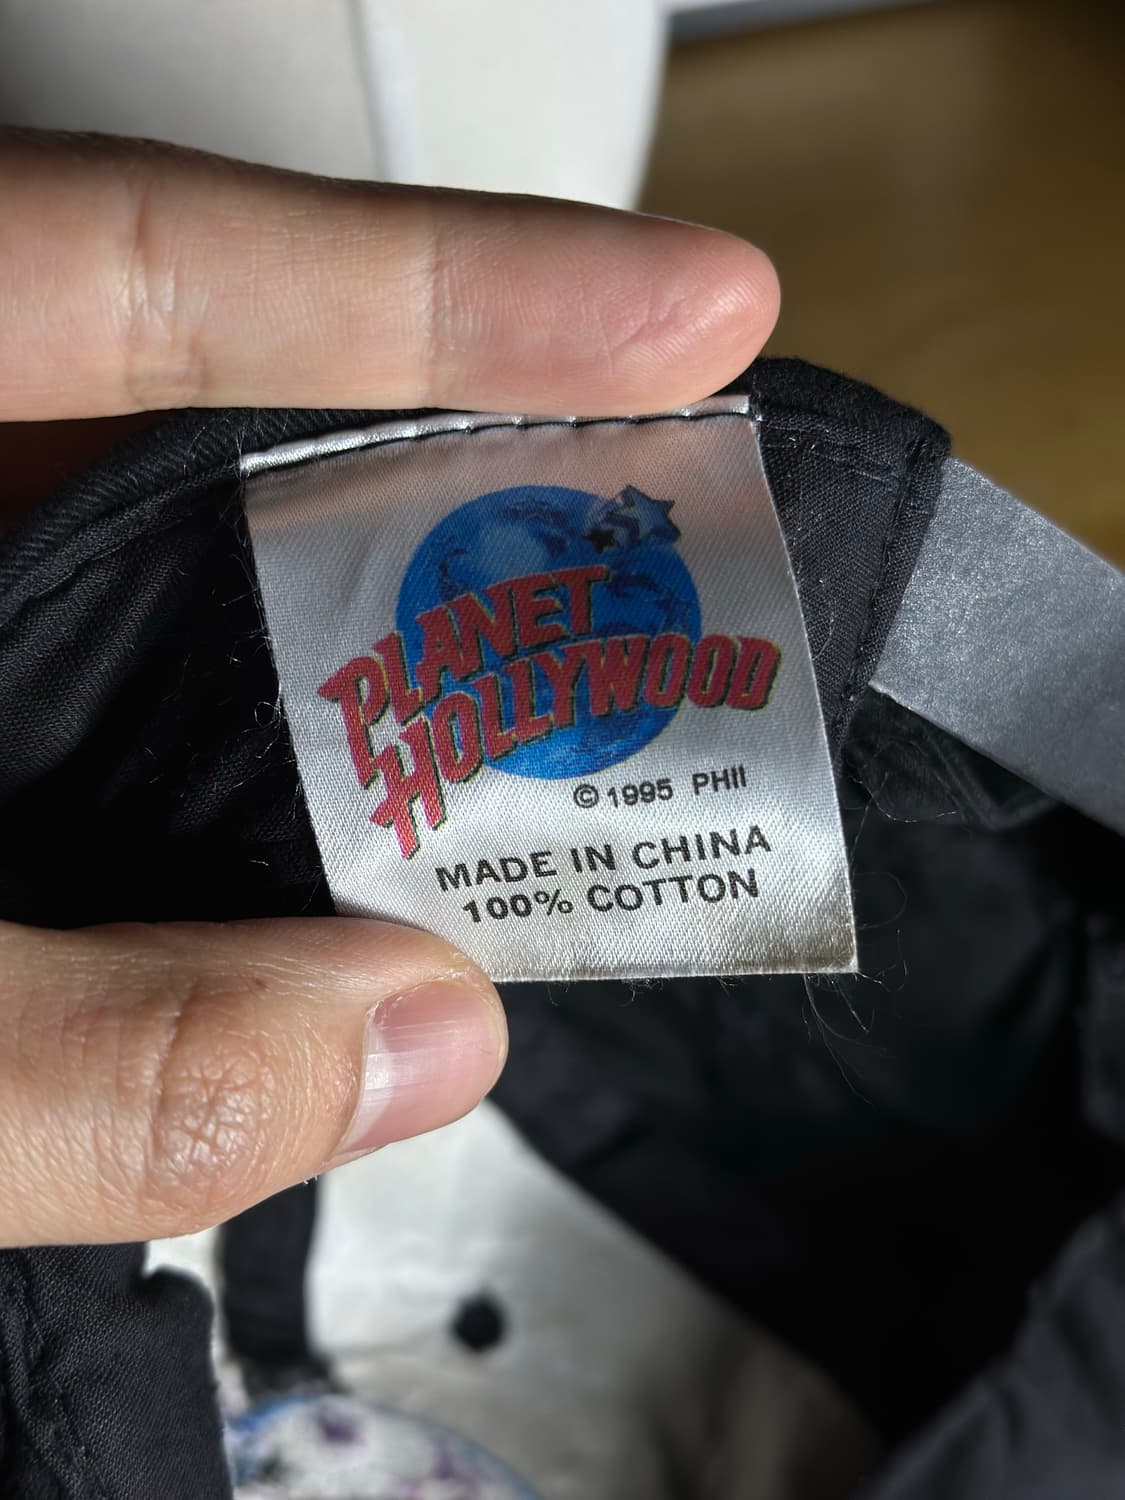 PLANET
HOLLYWOOD
© 1995 PHII
MADE IN CHINA
100% COTTON